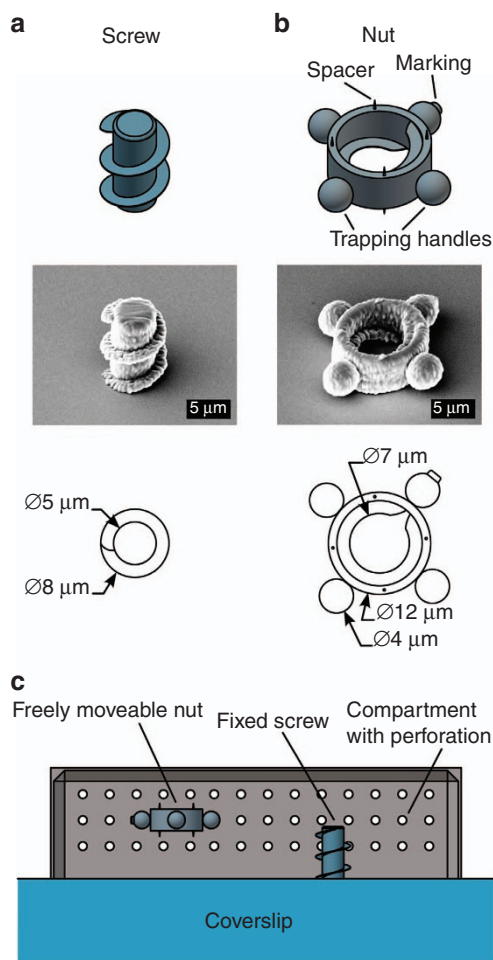 a
Screw
b
Nut
Spacer
Marking
Trapping handles
5 μm
5 μm
∅5 μm
∅8 μm
∅7 μm
∅12 μm
∅4 μm
c
Freely moveable nut
Fixed screw
Compartment
with perforation
Coverslip